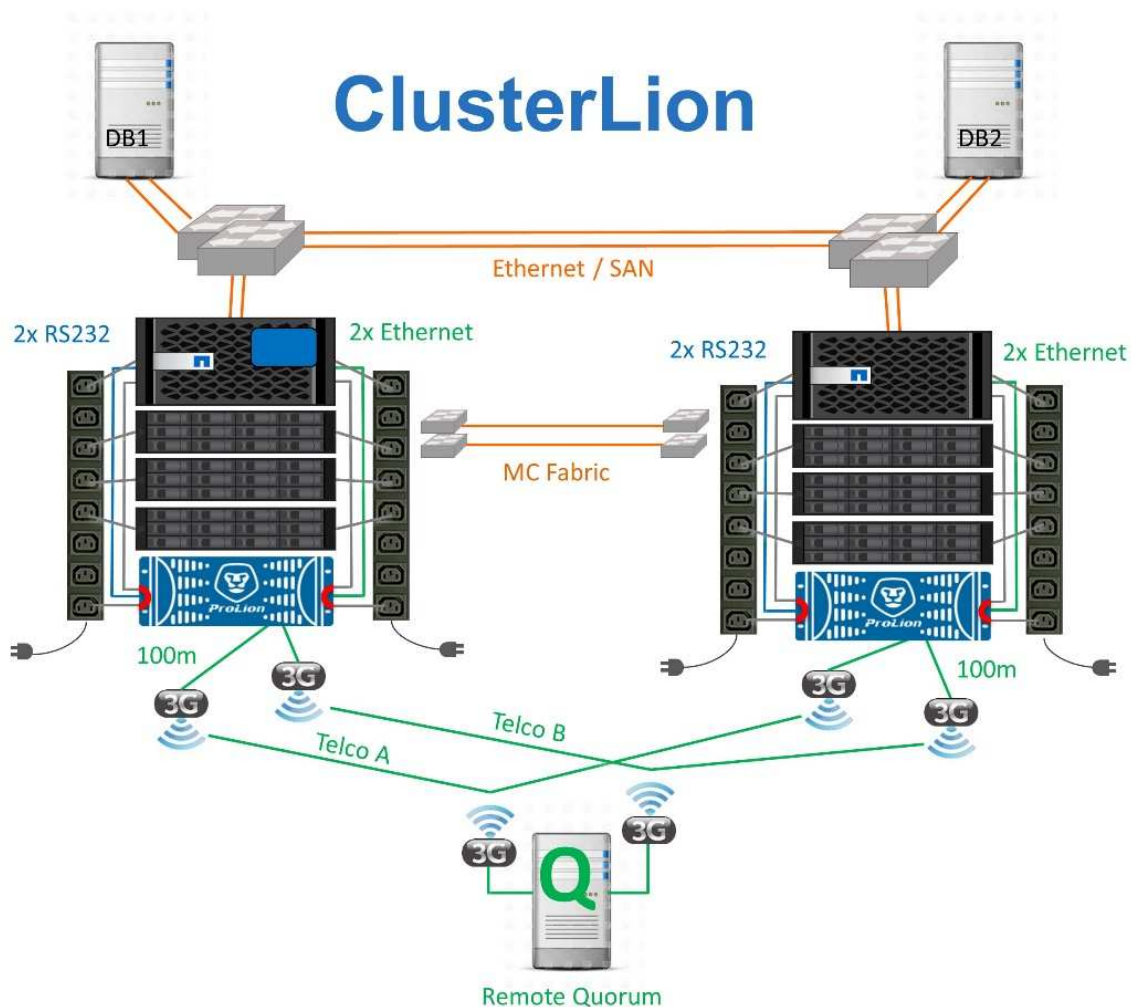 ClusterLion
DB1
DB2
Ethernet / SAN
2x RS232
2x Ethernet
2x RS232
2x Ethernet
MC Fabric
ProLion
ProLion
100m
100m
3G
3G
3G
3G
Telco A
Telco B
3G
3G
Q
Remote Quorum